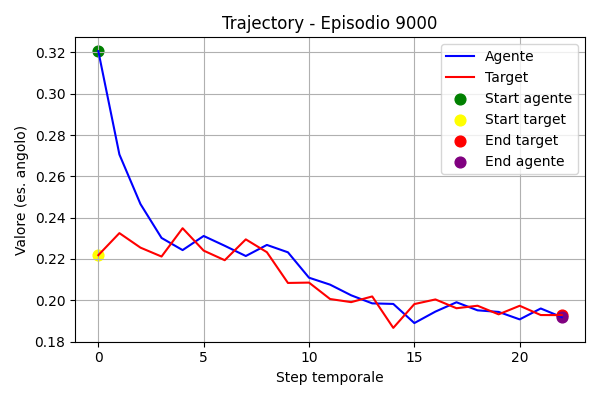 Trajectory - Episodio 9000
Valore (es. angolo)
0.32
0.30
0.28
0.26
0.24
0.22
0.20
0.18
Agente
Target
Start agente
Start target
End target
End agente
0 5 10 15 20
Step temporale